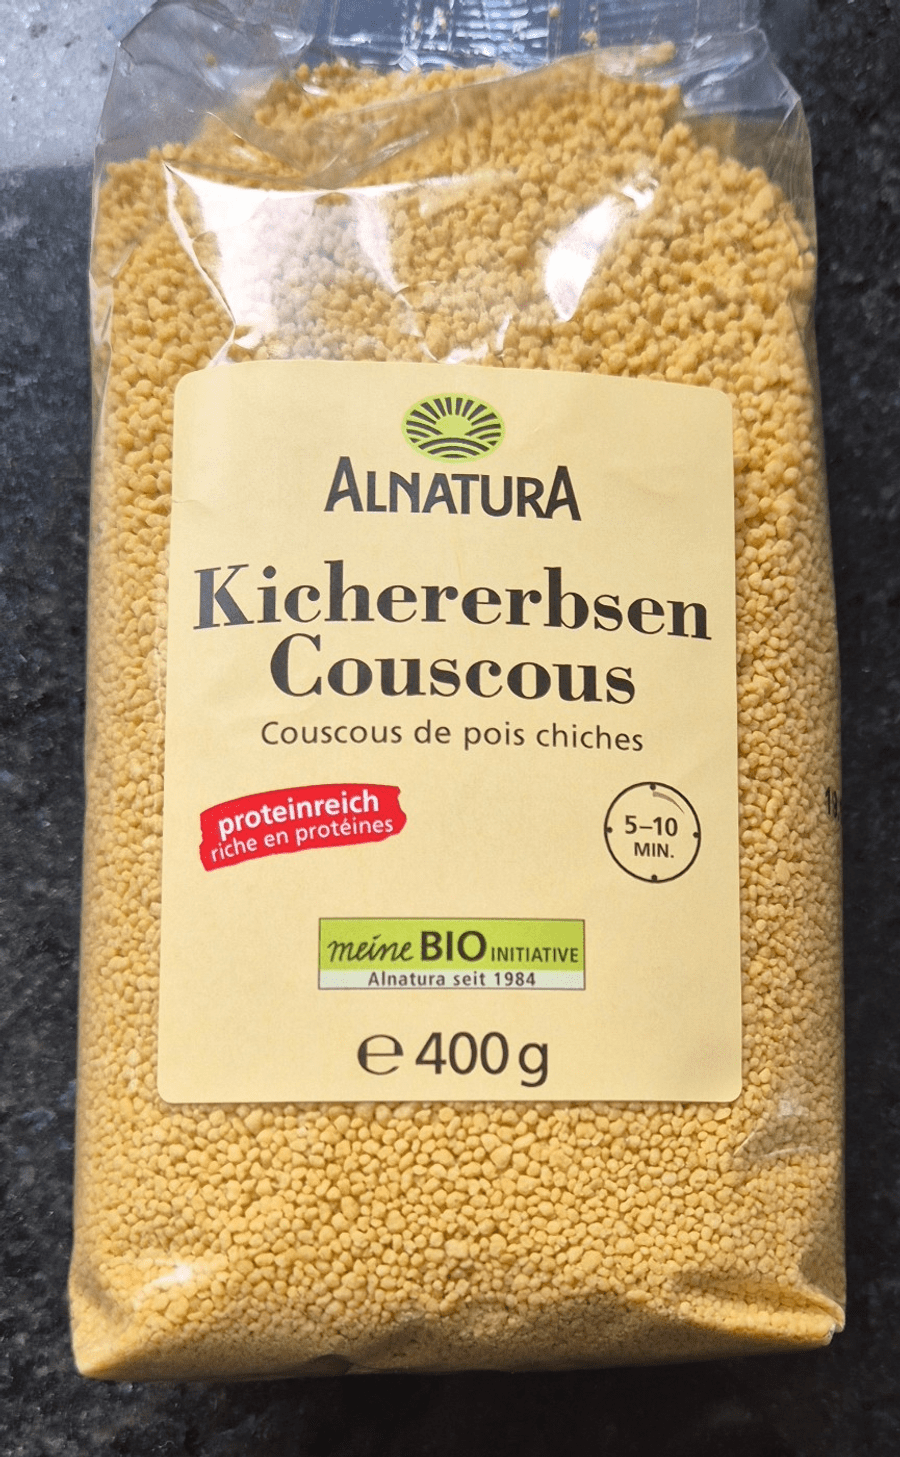 ALNATURA
Kichererbsen
Couscous
Couscous de pois chiches
proteinreich
riche en protéines
5–10
MIN.
meine BIO INITIATIVE
Alnatura seit 1984
℮ 400 g